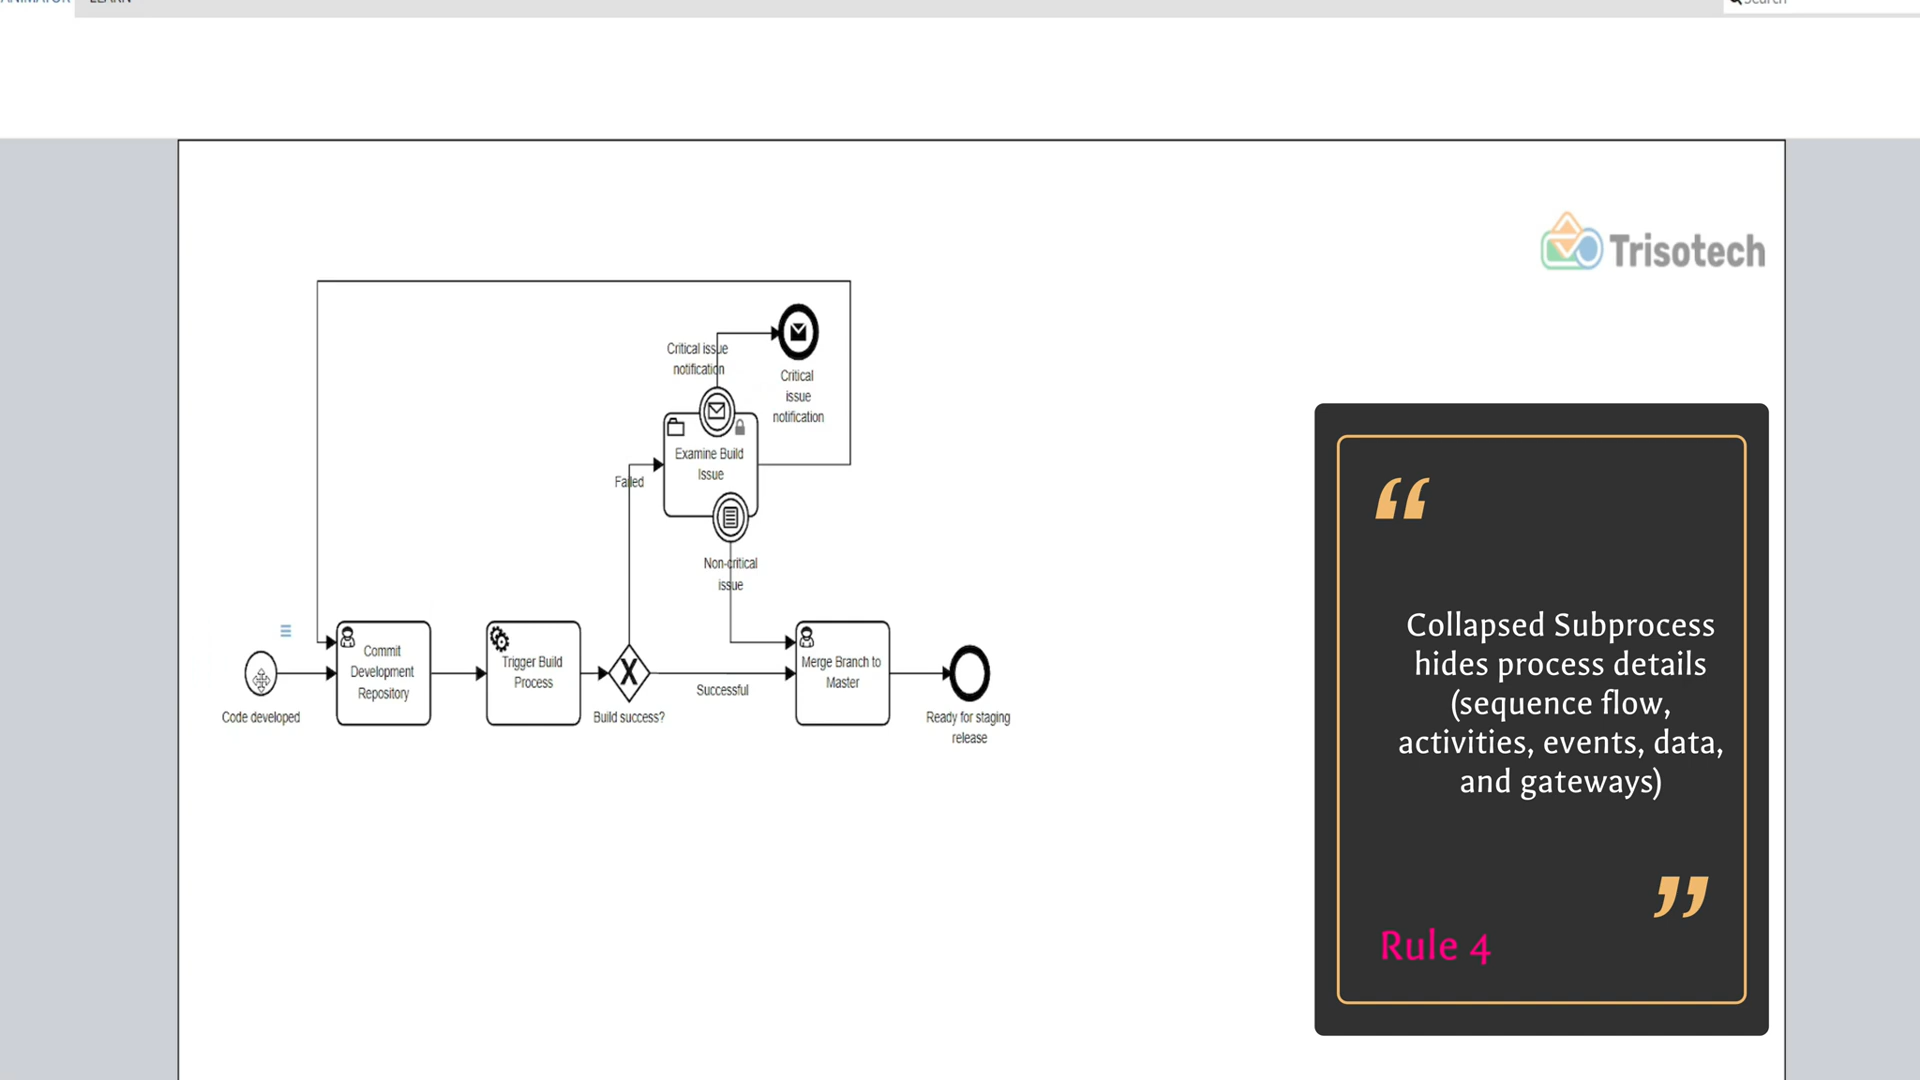 LEARN
Search
Trisotech
Critical issue
notification
Critical
issue
notification
Examine Build
Issue
Failed
Non-critical
issue
Commit
Development
Repository
Trigger Build
Process
Merge Branch to
Master
Successful
Code developed
Build success?
Ready for staging
release
“
Collapsed Subprocess
hides process details
(sequence flow,
activities, events, data,
and gateways)
”
Rule 4